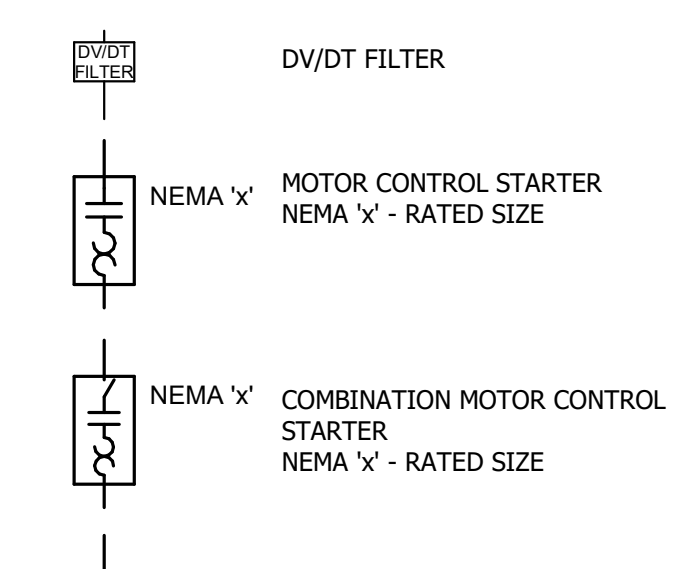 DV/DT
FILTER
DV/DT FILTER
NEMA 'x'
MOTOR CONTROL STARTER
NEMA 'x' - RATED SIZE
NEMA 'x'
COMBINATION MOTOR CONTROL
STARTER
NEMA 'x' - RATED SIZE